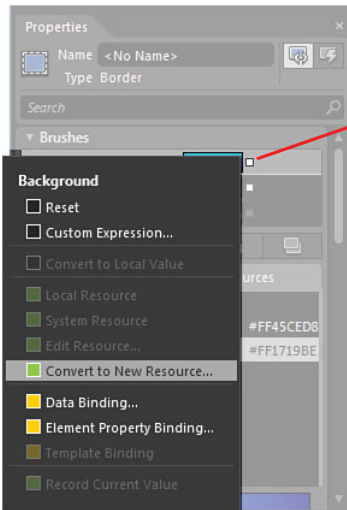 Properties
Name <No Name>
Type Border
Search
Brushes
Background
Reset
Custom Expression...
Convert to Local Value
Local Resource
System Resource
Edit Resource...
Convert to New Resource...
Data Binding...
Element Property Binding...
Template Binding
Record Current Value
urces
#FF45CED8
#FF1719BE